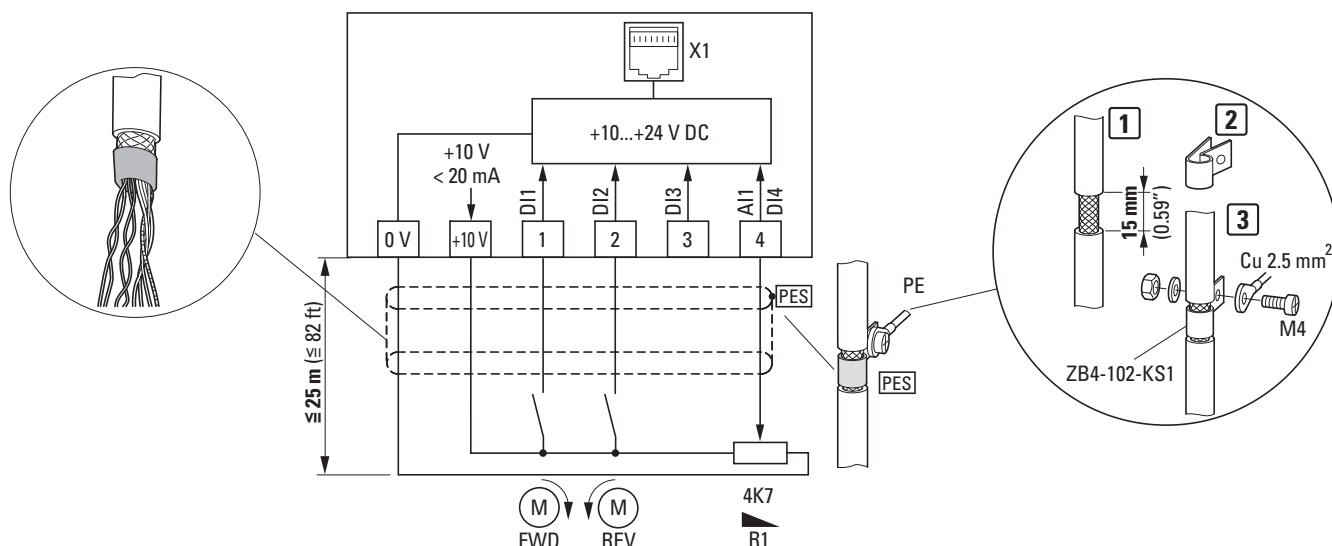 X1
+10...+24 V DC
+10 V
< 20 mA
DI1
DI2
DI3
AI1
DI4
0 V
+10 V
1
2
3
4
≦ 25 m (≦ 82 ft)
PES
PE
PES
M
M
FWD
REV
4K7
R1
1
2
15 mm
(0.59″)
3
Cu 2.5 mm²
M4
ZB4-102-KS1